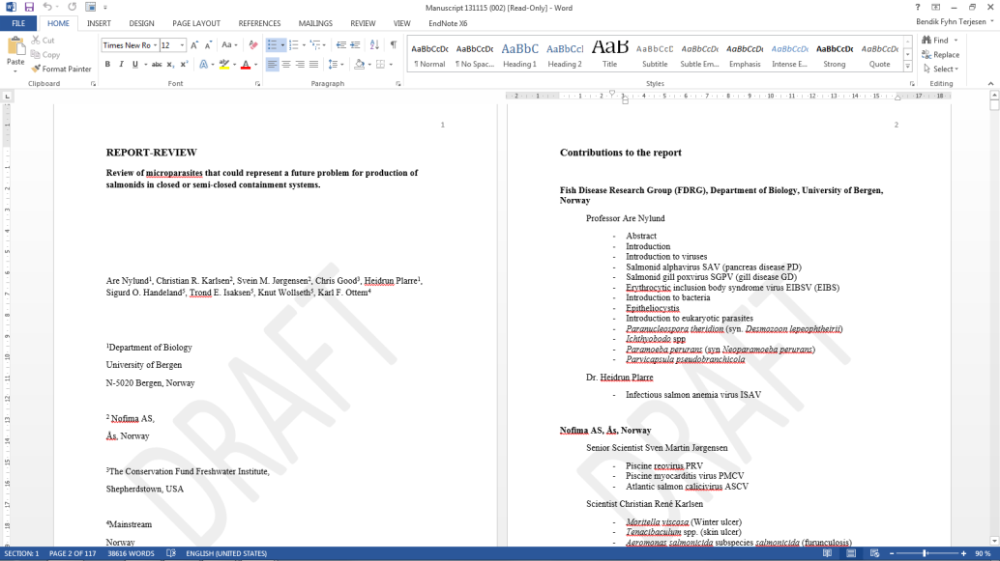 Manuscript 131115 (002) [Read-Only] - Word
FILE HOME INSERT DESIGN PAGE LAYOUT REFERENCES MAILINGS REVIEW VIEW EndNote X6
Bendik Fyhn Terjesen
Paste
Cut
Copy
Format Painter
Clipboard
Times New Ro 12
Font
Paragraph
AaBbCcDc AaBbCcDc AaBbC AaBbCcl AaB AaBbCcD AaBbCcDc AaBbCcDc AaBbCcDc AaBbCcDc AaBbCcDc
¶ Normal ¶ No Spac... Heading 1 Heading 2 Title Subtitle Subtle Em... Emphasis Intense E... Strong Quote
Styles
Find
Replace
Select
Editing
1
REPORT-REVIEW
Review of microparasites that could represent a future problem for production of
salmonids in closed or semi-closed containment systems.
Are Nylund1, Christian R. Karlsen2, Svein M. Jørgensen2, Chris Good3, Heidrun Plarre1,
Sigurd O. Handeland5, Trond E. Isaksen5, Knut Wollseth5, Karl F. Ottem4
1Department of Biology
University of Bergen
N-5020 Bergen, Norway
2 Nofima AS,
Ås, Norway
3The Conservation Fund Freshwater Institute,
Shepherdstown, USA
4Mainstream
Norway
DRAFT
2
Contributions to the report
Fish Disease Research Group (FDRG), Department of Biology, University of Bergen,
Norway
Professor Are Nylund
- Abstract
- Introduction
- Introduction to viruses
- Salmonid alphavirus SAV (pancreas disease PD)
- Salmonid gill poxvirus SGPV (gill disease GD)
- Erythrocytic inclusion body syndrome virus EIBSV (EIBS)
- Introduction to bacteria
- Epitheliocystis
- Introduction to eukaryotic parasites
- Paranucleospora theridion (syn. Desmozoon lepeophtheirii)
- Ichthyobodo spp
- Paramoeba perurans (syn Neoparamoeba perurans)
- Parvicapsula pseudobranchicola
Dr. Heidrun Plarre
- Infectious salmon anemia virus ISAV
Nofima AS, Ås, Norway
Senior Scientist Sven Martin Jørgensen
- Piscine reovirus PRV
- Piscine myocarditis virus PMCV
- Atlantic salmon calicivirus ASCV
Scientist Christian René Karlsen
- Moritella viscosa (Winter ulcer)
- Tenacibaculum spp. (skin ulcer)
- Aeromonas salmonicida subspecies salmonicida (furunculosis)
DRAFT
SECTION: 1 PAGE 2 OF 117 38616 WORDS ENGLISH (UNITED STATES) 90 %